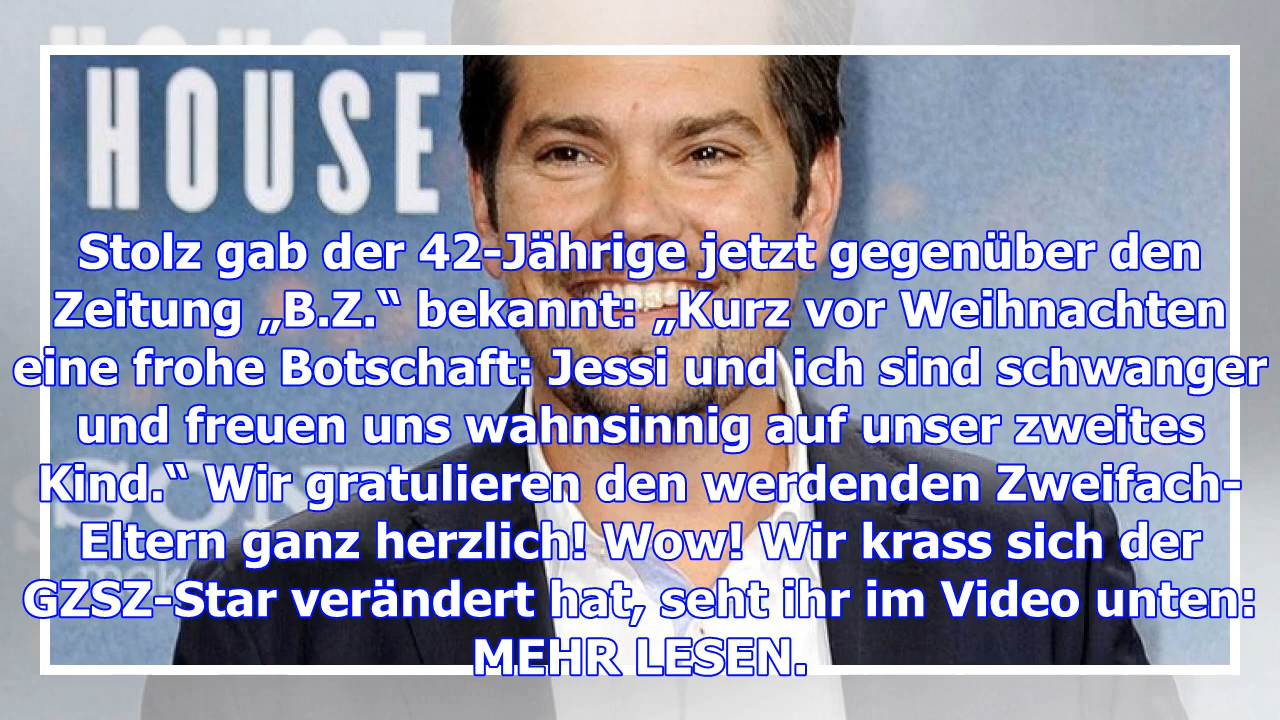 HOUSE
Stolz gab der 42-Jährige jetzt gegenüber den
Zeitung „B.Z.“ bekannt: „Kurz vor Weihnachten
eine frohe Botschaft: Jessi und ich sind schwanger
und freuen uns wahnsinnig auf unser zweites
Kind.“ Wir gratulieren den werdenden Zweifach-
Eltern ganz herzlich! Wow! Wir krass sich der
GZSZ-Star verändert hat, seht ihr im Video unten:
MEHR LESEN.